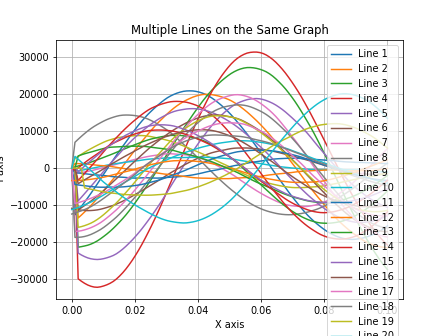 Multiple Lines on the Same Graph
30000
20000
10000
0
−10000
−20000
−30000
0.00
0.02
0.04
0.06
0.08
X axis
Line 1
Line 2
Line 3
Line 4
Line 5
Line 6
Line 7
Line 8
Line 9
Line 10
Line 11
Line 12
Line 13
Line 14
Line 15
Line 16
Line 17
Line 18
Line 19
Line 20